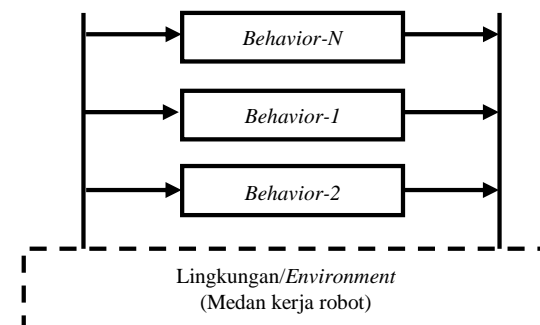 Behavior-N
Behavior-1
Behavior-2
Lingkungan/Environment
(Medan kerja robot)